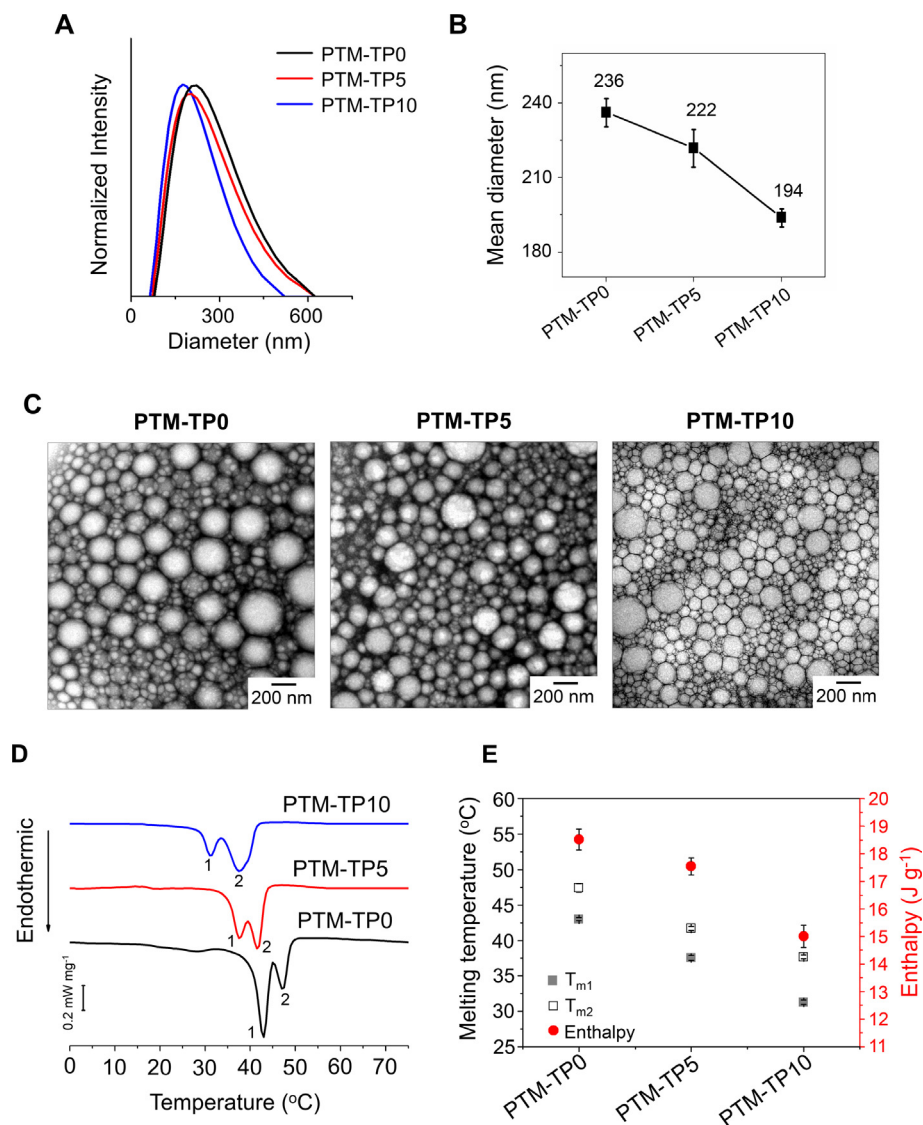 A
PTM-TP0
PTM-TP5
PTM-TP10
Normalized Intensity
0
300
600
Diameter (nm)
B
Mean diameter (nm)
240
210
180
236
222
194
PTM-TP0
PTM-TP5
PTM-TP10
C
PTM-TP0
PTM-TP5
PTM-TP10
200 nm
200 nm
200 nm
D
Endothermic
PTM-TP10
1
2
PTM-TP5
1
2
PTM-TP0
1
2
0.2 mW mg⁻¹
0
15
30
45
60
75
Temperature (ºC)
E
Melting temperature (ºC)
60
55
50
45
40
35
30
25
Tm1
Tm2
Enthalpy
20
19
18
17
16
15
14
13
12
11
Enthalpy (J g⁻¹)
PTM-TP0
PTM-TP5
PTM-TP10